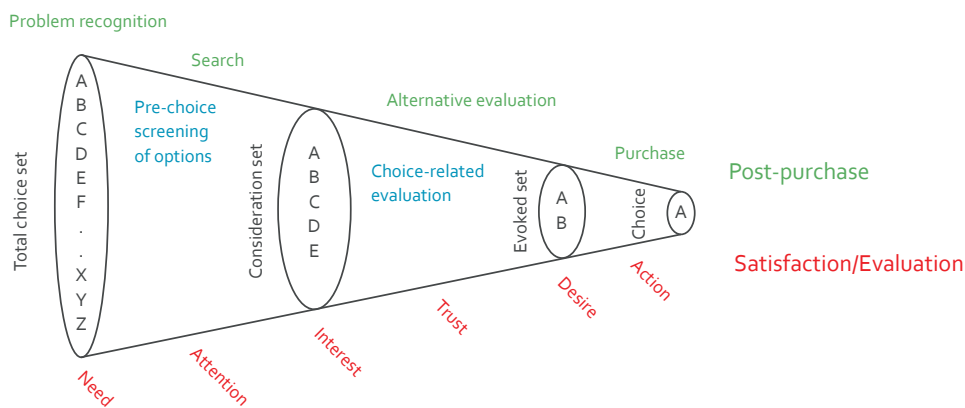 Problem recognition
Search
Alternative evaluation
Purchase
Post-purchase
Pre-choice
screening
of options
Choice-related
evaluation
Total choice set
A
B
C
D
E
F
.
.
X
Y
Z
Consideration set
A
B
C
D
E
Evoked set
A
B
Choice
A
Satisfaction/Evaluation
Need
Attention
Interest
Trust
Desire
Action